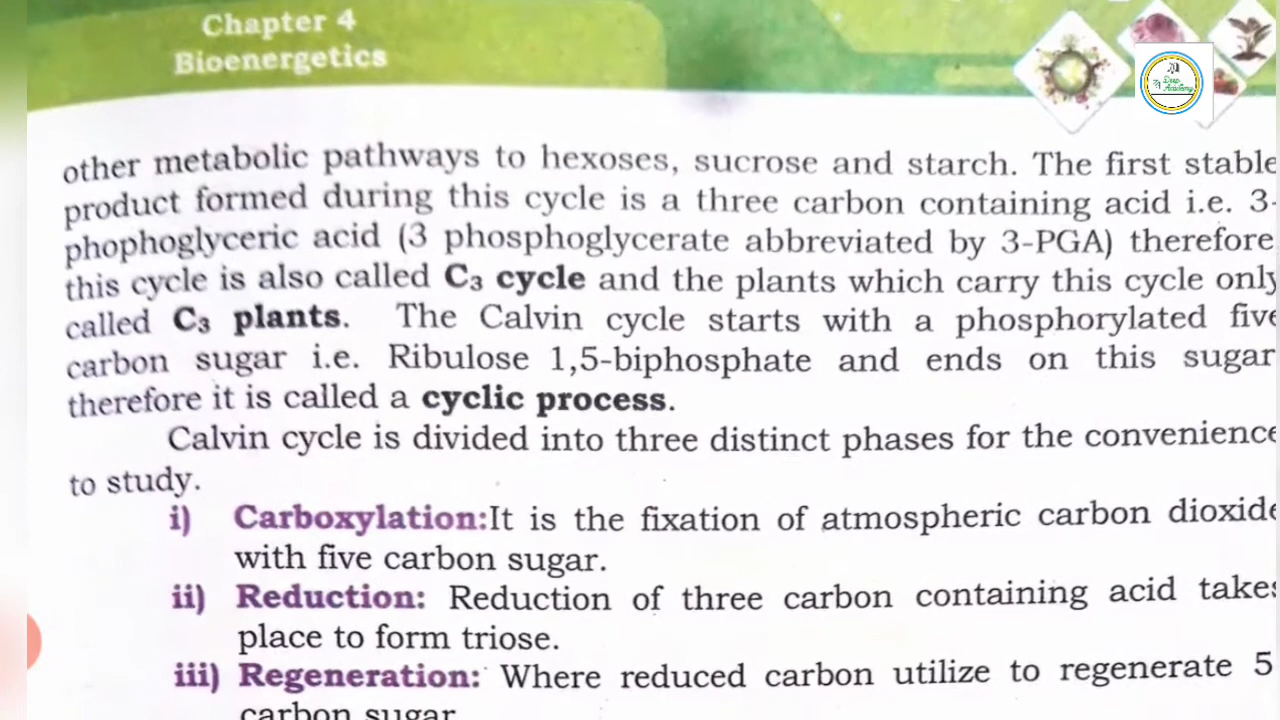 Chapter 4
Bioenergetics
Deep
Academy
other metabolic pathways to hexoses, sucrose and starch. The first stable
product formed during this cycle is a three carbon containing acid i.e. 3-
phophoglyceric acid (3 phosphoglycerate abbreviated by 3-PGA) therefore
this cycle is also called C₃ cycle and the plants which carry this cycle only
called C₃ plants. The Calvin cycle starts with a phosphorylated five
carbon sugar i.e. Ribulose 1,5-biphosphate and ends on this sugar
therefore it is called a cyclic process.
Calvin cycle is divided into three distinct phases for the convenience
to study.
i) Carboxylation:It is the fixation of atmospheric carbon dioxide
with five carbon sugar.
ii) Reduction: Reduction of three carbon containing acid takes
place to form triose.
iii) Regeneration: Where reduced carbon utilize to regenerate 5
carbon sugar